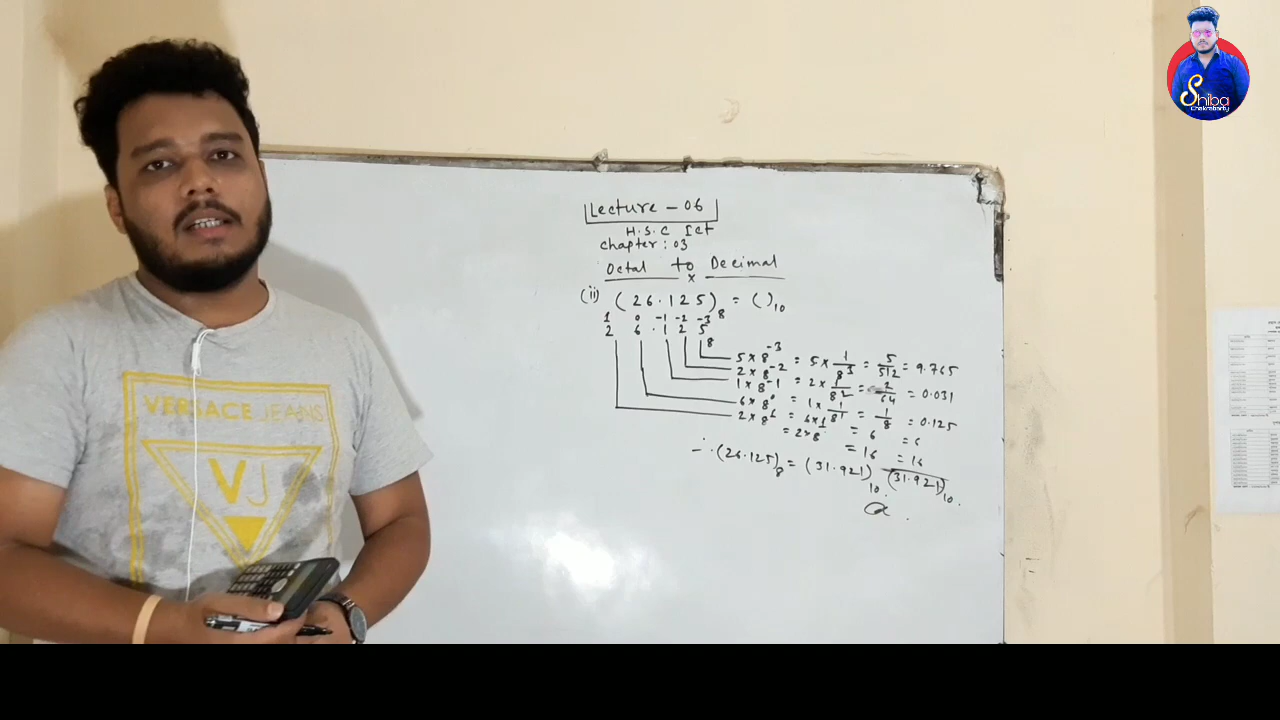 Lecture - 06
H.S.C Ict
Chapter : 03
Octal to Decimal
(ii) (26.125)8 = ( )10
1 0 -1 -2 -3
2 6 . 1 2 5 8
5 × 8^-3 = 5 × 1/8^3 = 5/512 = 9.765
2 × 8^-2 = 2 × 1/8^2 = 2/64 = 0.031
1 × 8^-1 = 1 × 1/8^1 = 1/8 = 0.125
6 × 8^0 = 6×1 = 6 = 6
2 × 8 = 2×8 = 16 = 16
∴ (26.125)8 = (31.921)10 (31.921)10.
VERSACE JEANS
VJ
Shiba
Chakraborty